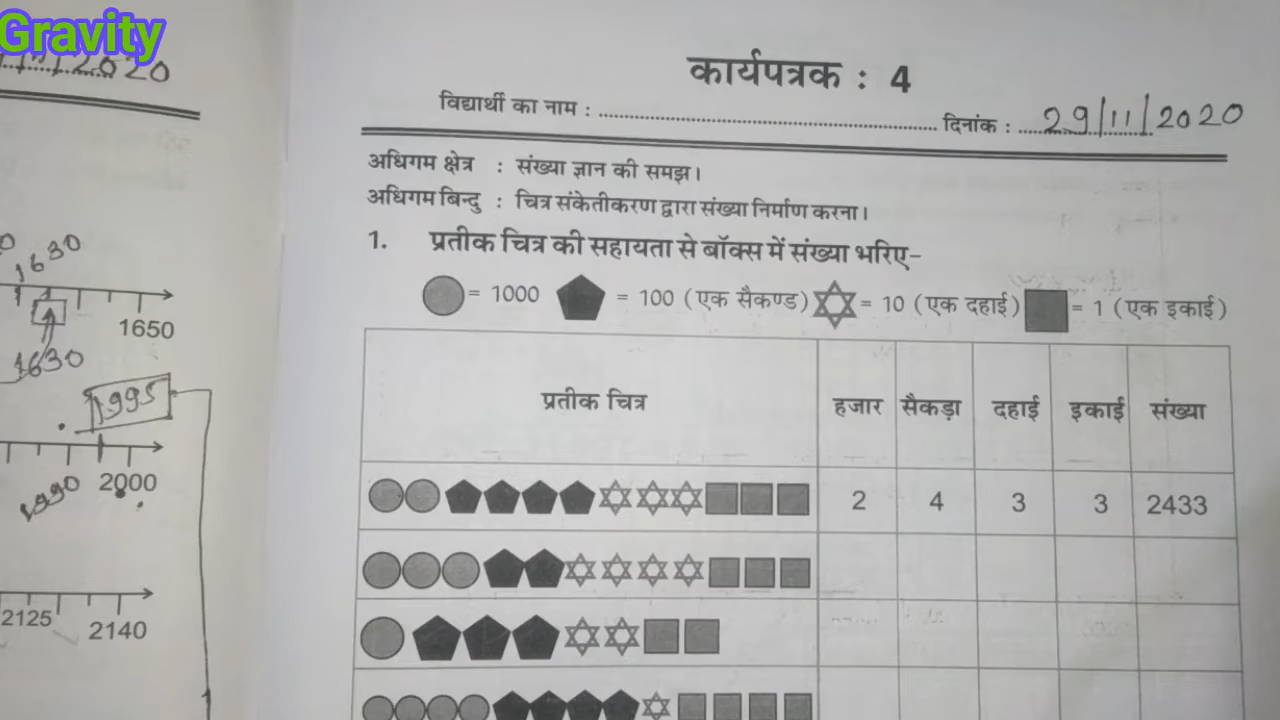 Gravity
2020
1630
1650
1630
1995
1990 2000
2125 2140
कार्यपत्रक : 4
विद्यार्थी का नाम : दिनांक : 29/11/2020
अधिगम क्षेत्र : संख्या ज्ञान की समझ।
अधिगम बिन्दु : चित्र संकेतीकरण द्वारा संख्या निर्माण करना।
1. प्रतीक चित्र की सहायता से बॉक्स में संख्या भरिए-
= 1000 = 100 (एक सैकण्ड) = 10 (एक दहाई) = 1 (एक इकाई)
प्रतीक चित्र हजार सैकड़ा दहाई इकाई संख्या
2 4 3 3 2433